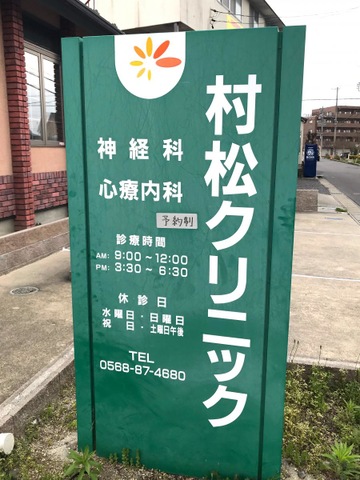 村松クリニック
神経科
心療内科
予約制
診療時間
AM: 9:00~12:00
PM: 3:30~6:30
休診日
水曜日・日曜日
祝日・土曜日午後
TEL
0568-87-4680